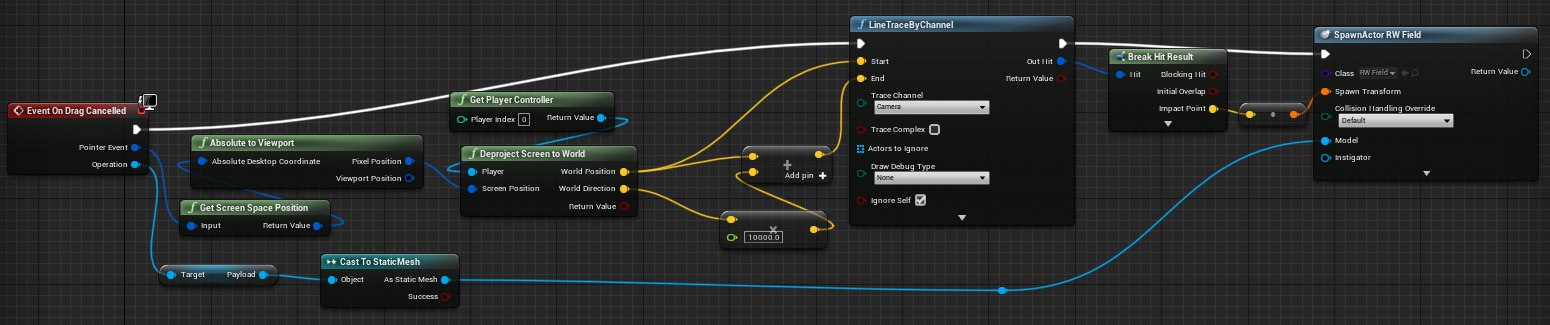 Event On Drag Cancelled
Pointer Event
Operation
Absolute to Viewport
Absolute Desktop Coordinate
Pixel Position
Viewport Position
Get Screen Space Position
Input
Return Value
Target
Payload
Cast To StaticMesh
Object
As Static Mesh
Success
Get Player Controller
Player Index
0
Return Value
Deproject Screen to World
Player
World Position
Screen Position
World Direction
Return Value
Add pin +
10000.0
LineTraceByChannel
Start
Out Hit
End
Return Value
Trace Channel
Camera
Trace Complex
Actors to Ignore
Draw Debug Type
None
Ignore Self
Break Hit Result
Hit
Blocking Hit
Initial Overlap
Impact Point
SpawnActor RW Field
Class
RW Field
Return Value
Spawn Transform
Collision Handling Override
Default
Model
Instigator